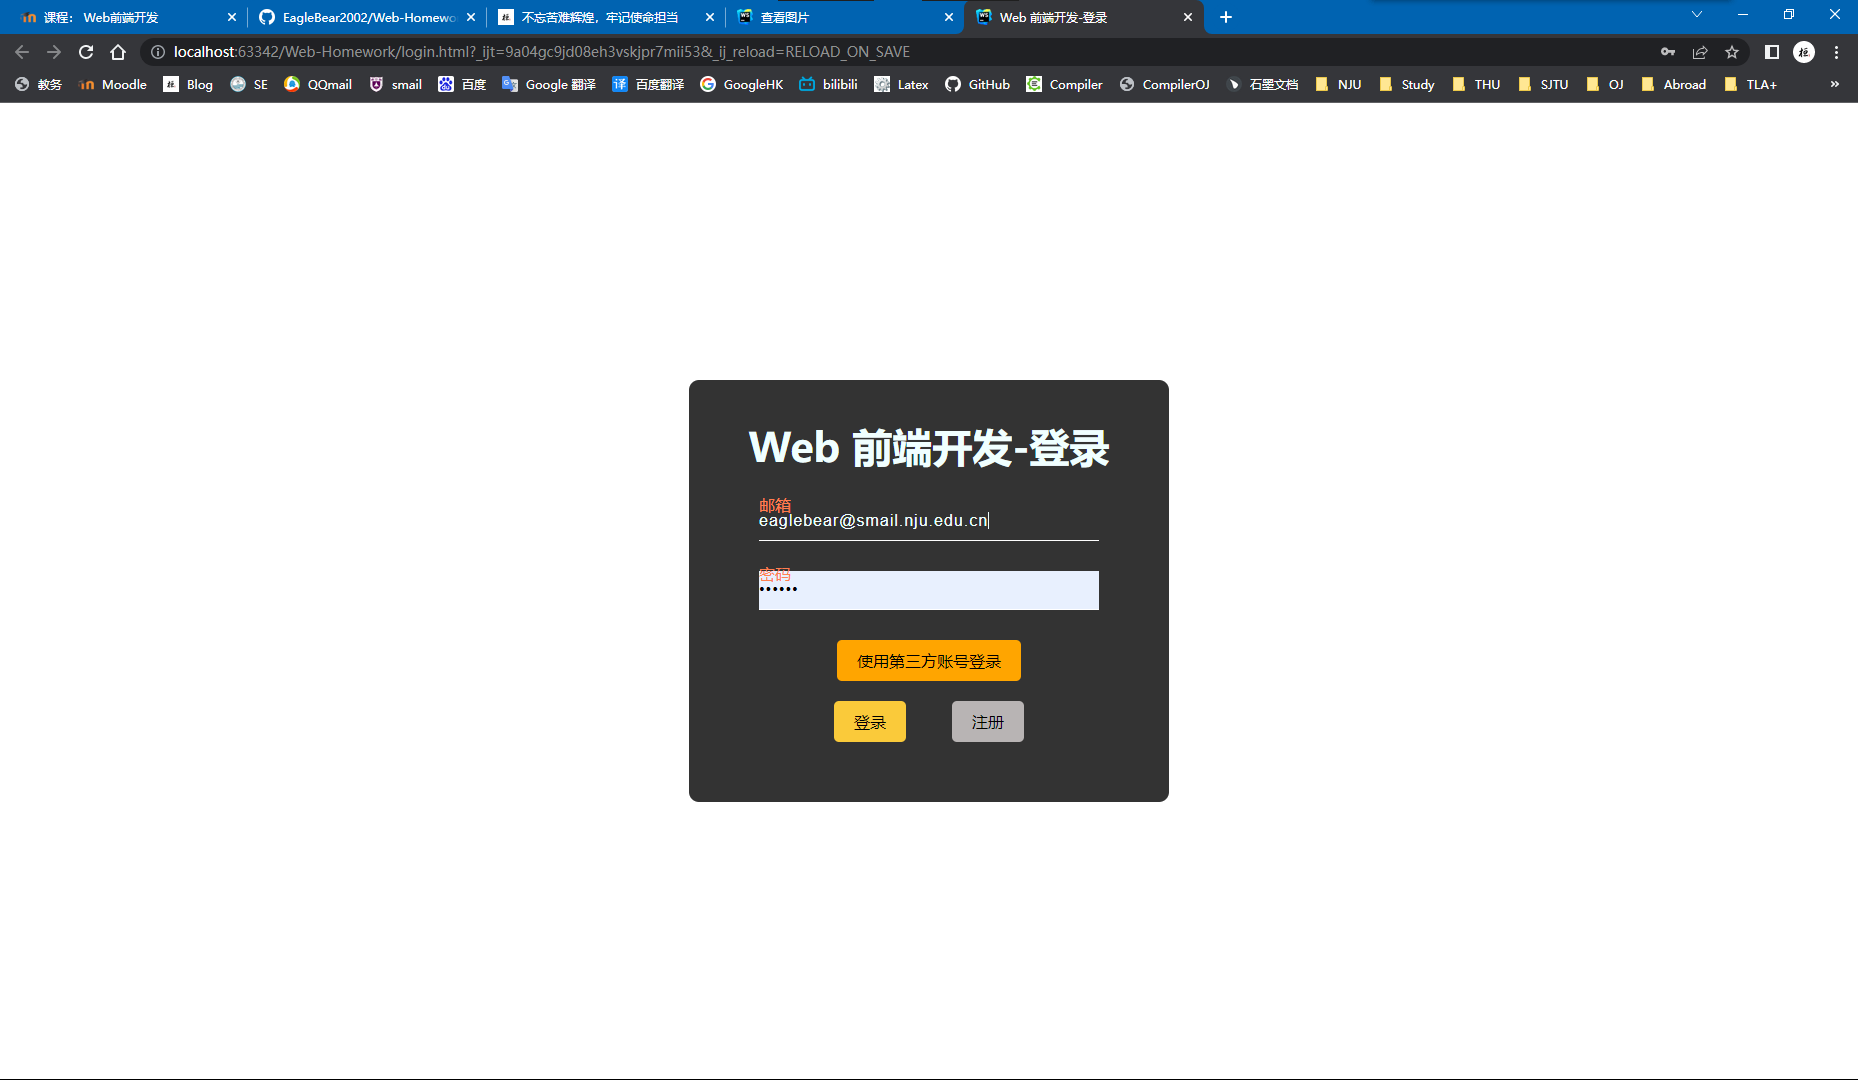 课程： Web前端开发
EagleBear2002/Web-Homewo
不忘苦难辉煌，牢记使命担当
查看图片
Web 前端开发-登录
localhost:63342/Web-Homework/login.html?_ijt=9a04gc9jd08eh3vskjpr7mii53&_ij_reload=RELOAD_ON_SAVE
教务 Moodle Blog SE QQmail smail 百度 Google 翻译 百度翻译 GoogleHK bilibili Latex GitHub Compiler CompilerOJ 石墨文档 NJU Study THU SJTU OJ Abroad TLA+ »
Web 前端开发-登录
邮箱
eaglebear@smail.nju.edu.cn
密码
••••••
使用第三方账号登录
登录 注册